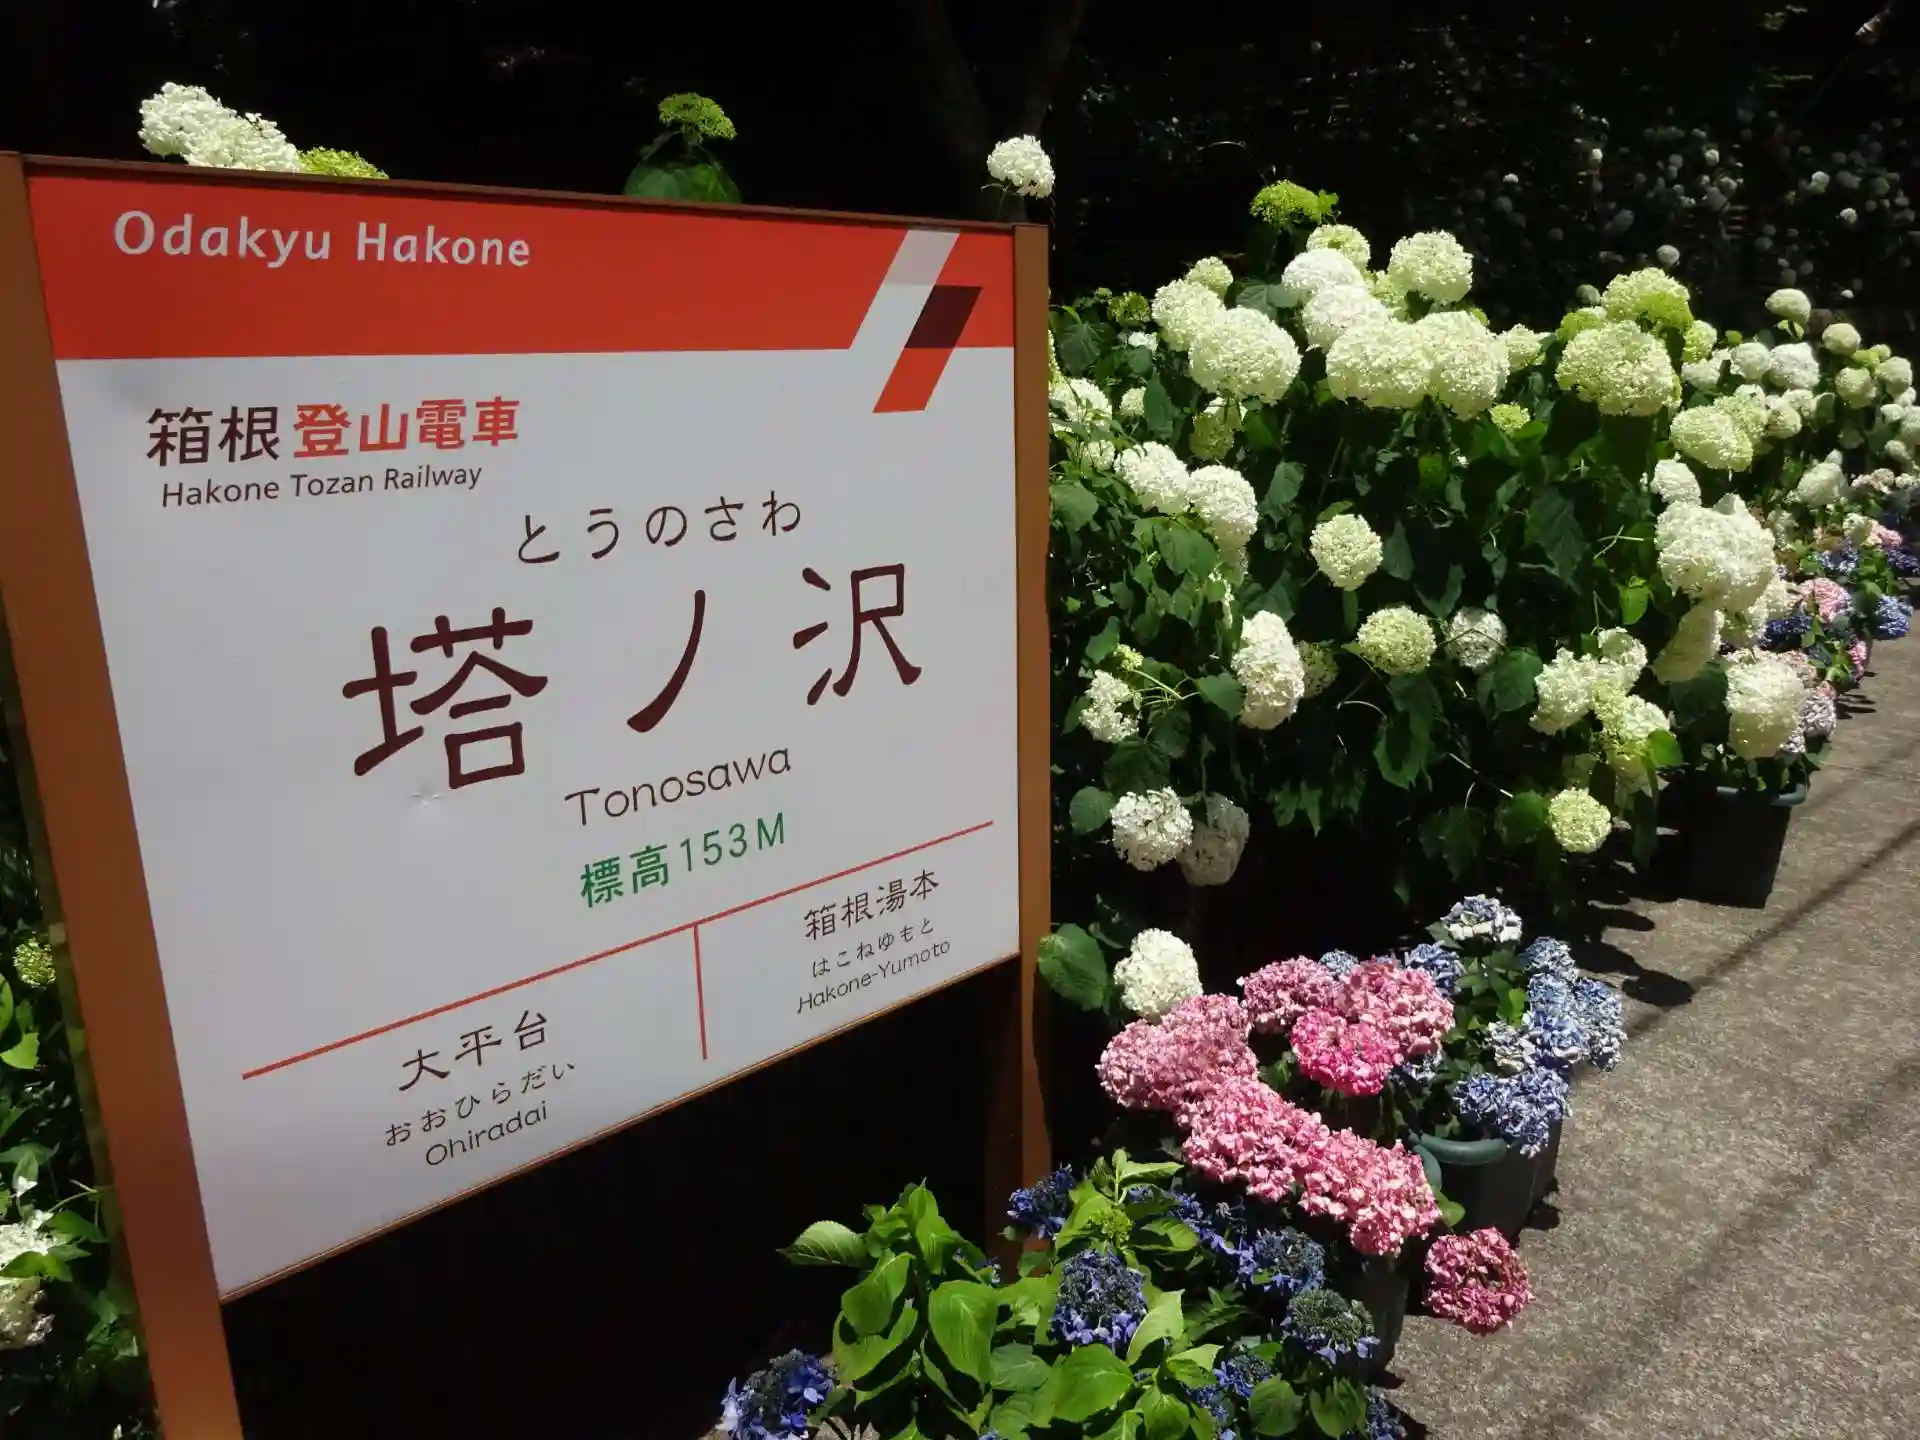 Odakyu Hakone
箱根登山電車
Hakone Tozan Railway
とうのさわ
塔ノ沢
Tonosawa
標高153M
大平台
おおひらだい
Ohiradai
箱根湯本
はこねゆもと
Hakone-Yumoto